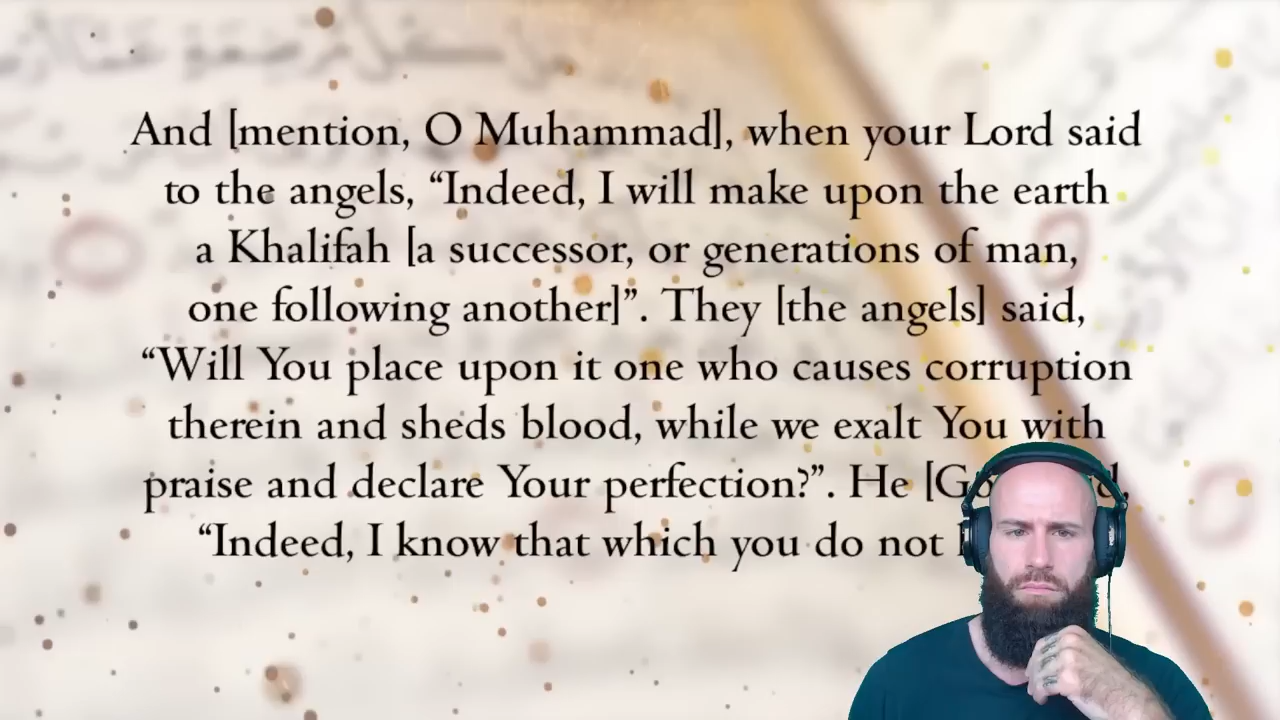 And [mention, O Muhammad], when your Lord said
to the angels, “Indeed, I will make upon the earth
a Khalifah [a successor, or generations of man,
one following another]”. They [the angels] said,
“Will You place upon it one who causes corruption
therein and sheds blood, while we exalt You with
praise and declare Your perfection?”. He
“Indeed, I know that which you do not